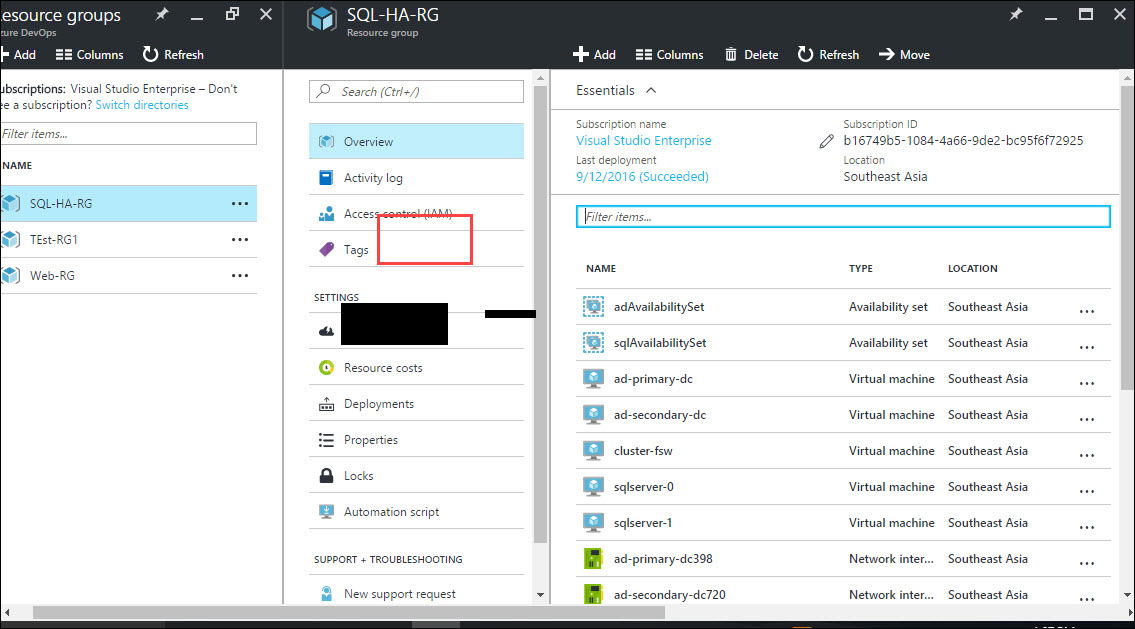 esource groups
zure DevOps
Add Columns Refresh
ubscriptions: Visual Studio Enterprise – Don't
ee a subscription? Switch directories
Filter items...
NAME
SQL-HA-RG ...
TEst-RG1 ...
Web-RG ...
SQL-HA-RG
Resource group
Search (Ctrl+/)
Overview
Activity log
Access control (IAM)
Tags
SETTINGS
Resource costs
Deployments
Properties
Locks
Automation script
SUPPORT + TROUBLESHOOTING
New support request
Add Columns Delete Refresh Move
Essentials
Subscription name
Visual Studio Enterprise
Last deployment
9/12/2016 (Succeeded)
Subscription ID
b16749b5-1084-4a66-9de2-bc95f6f72925
Location
Southeast Asia
Filter items...
NAME TYPE LOCATION
adAvailabilitySet Availability set Southeast Asia ...
sqlAvailabilitySet Availability set Southeast Asia ...
ad-primary-dc Virtual machine Southeast Asia ...
ad-secondary-dc Virtual machine Southeast Asia ...
cluster-fsw Virtual machine Southeast Asia ...
sqlserver-0 Virtual machine Southeast Asia ...
sqlserver-1 Virtual machine Southeast Asia ...
ad-primary-dc398 Network inter... Southeast Asia ...
ad-secondary-dc720 Network inter... Southeast Asia ...